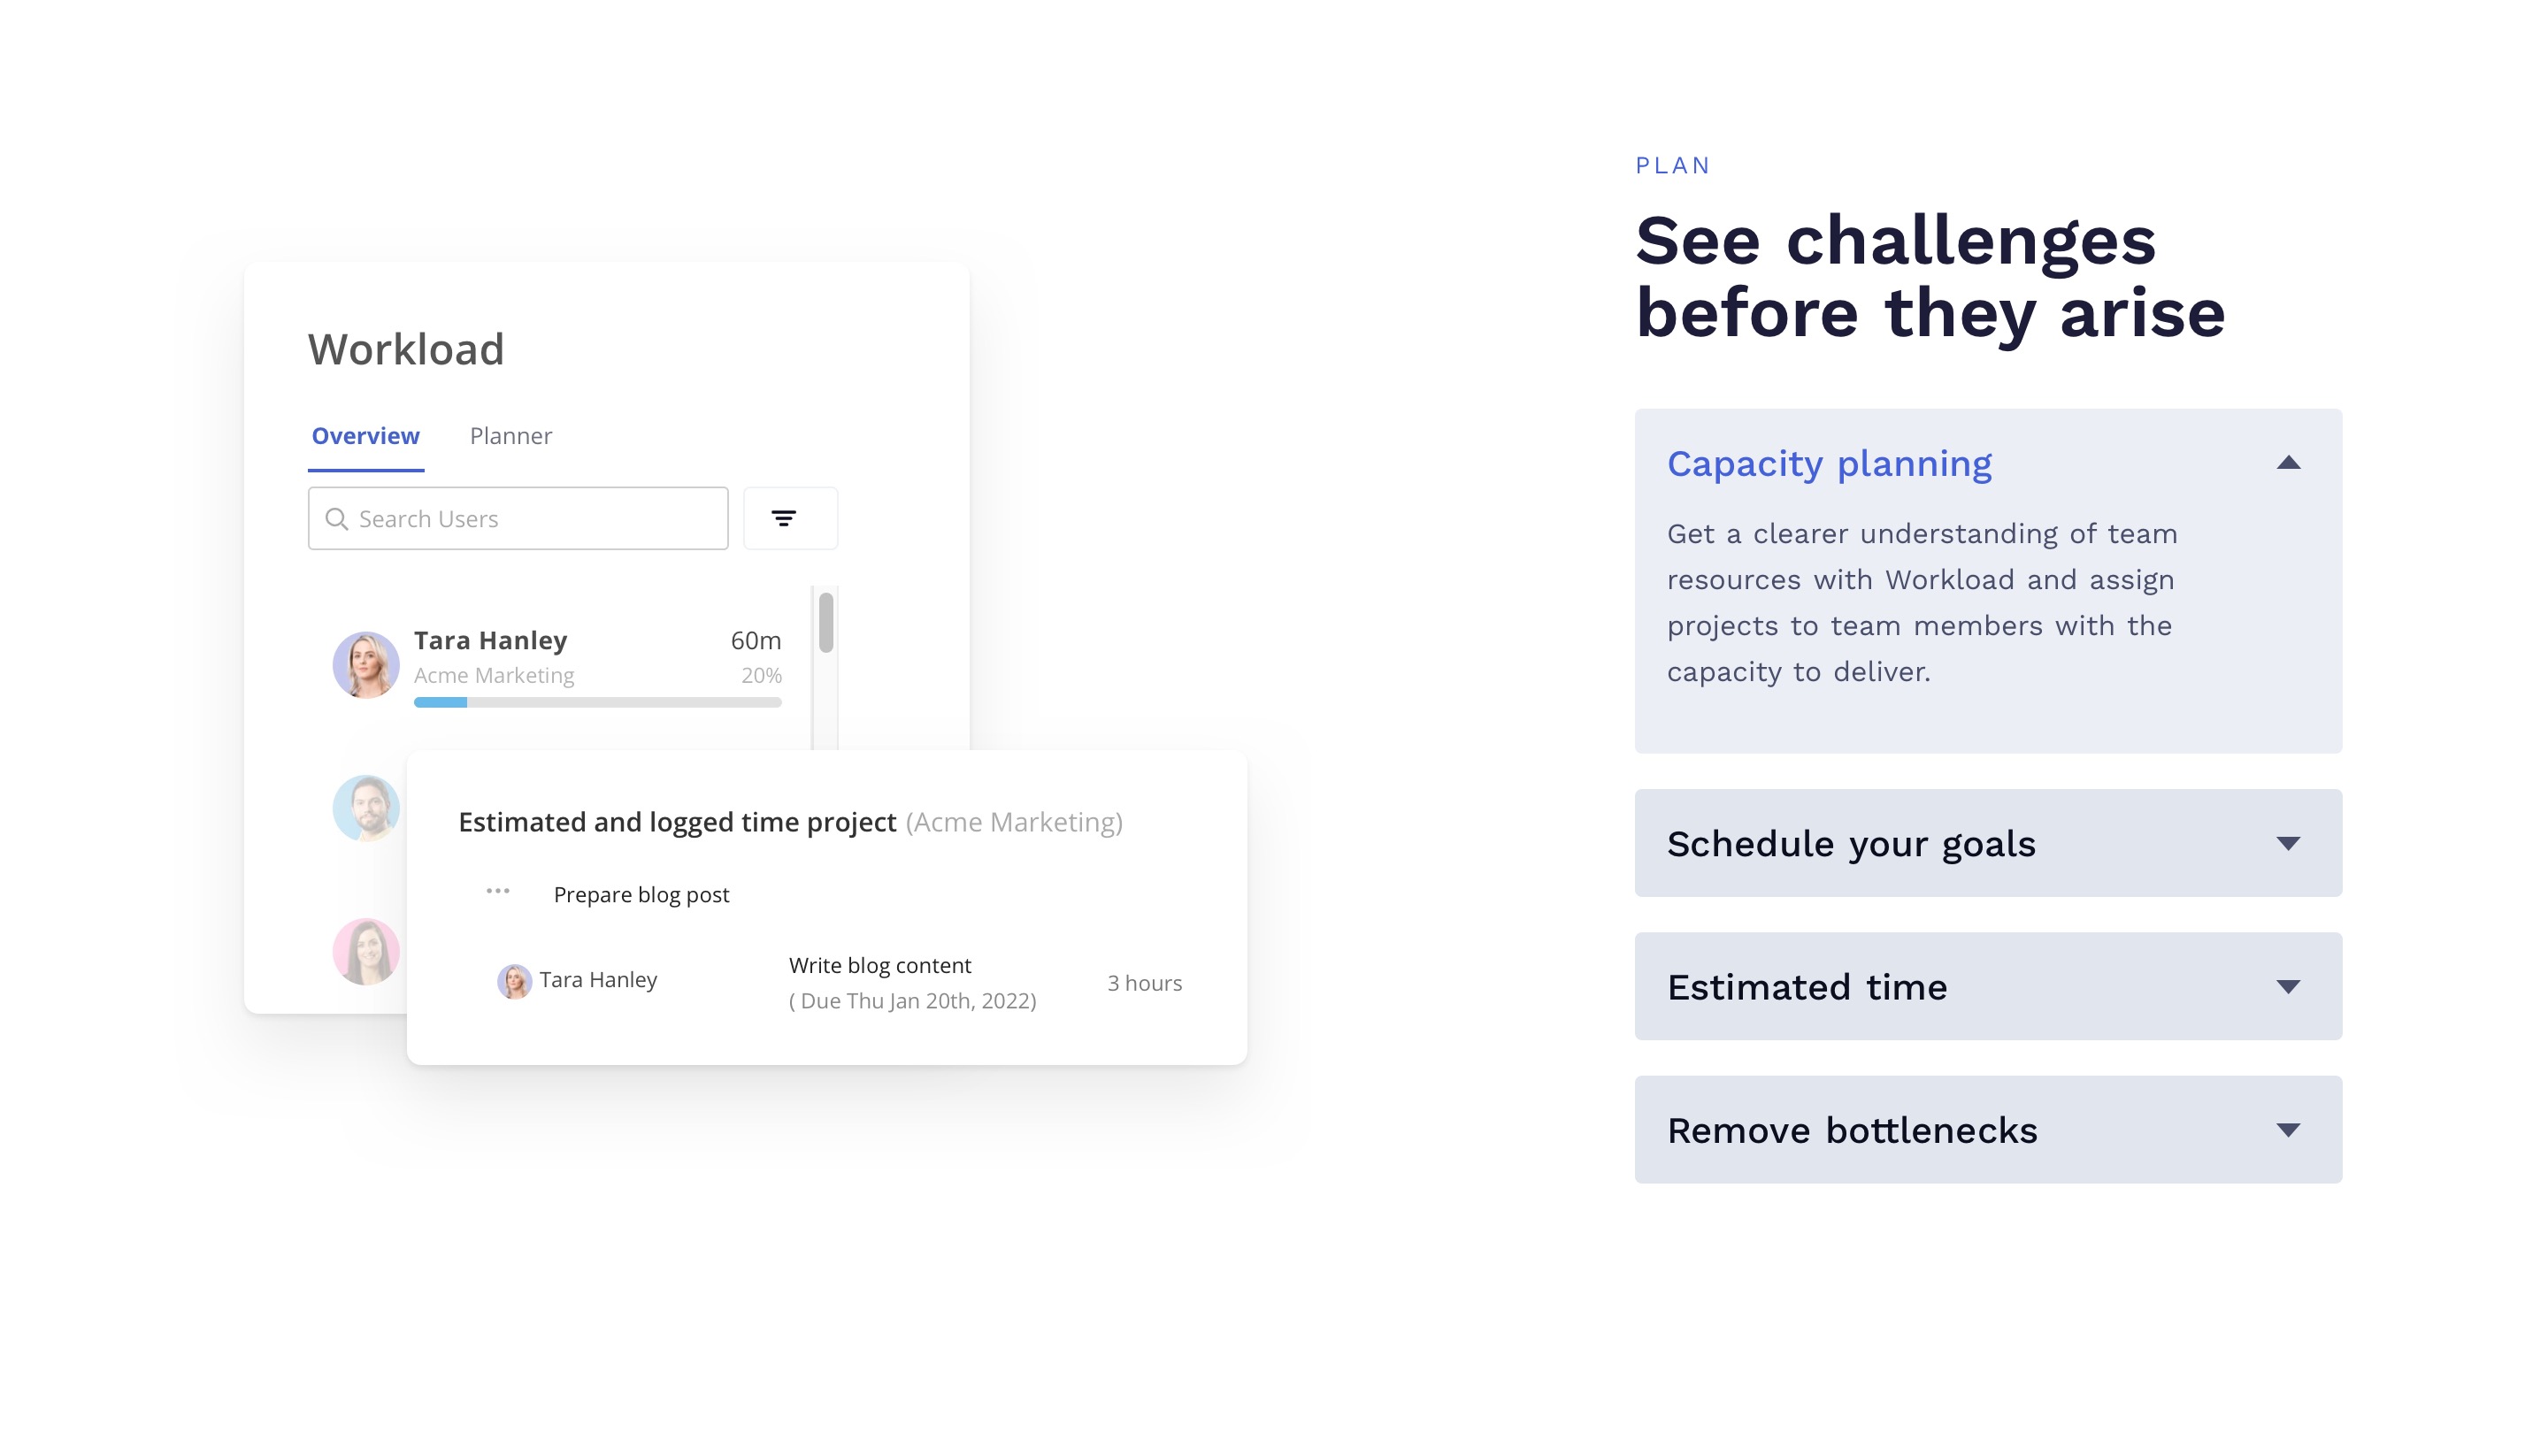 Workload
Overview Planner
Search Users
Tara Hanley 60m
Acme Marketing 20%
Estimated and logged time project (Acme Marketing)
Prepare blog post
Tara Hanley
Write blog content
( Due Thu Jan 20th, 2022)
3 hours
PLAN
See challenges
before they arise
Capacity planning
Get a clearer understanding of team
resources with Workload and assign
projects to team members with the
capacity to deliver.
Schedule your goals
Estimated time
Remove bottlenecks